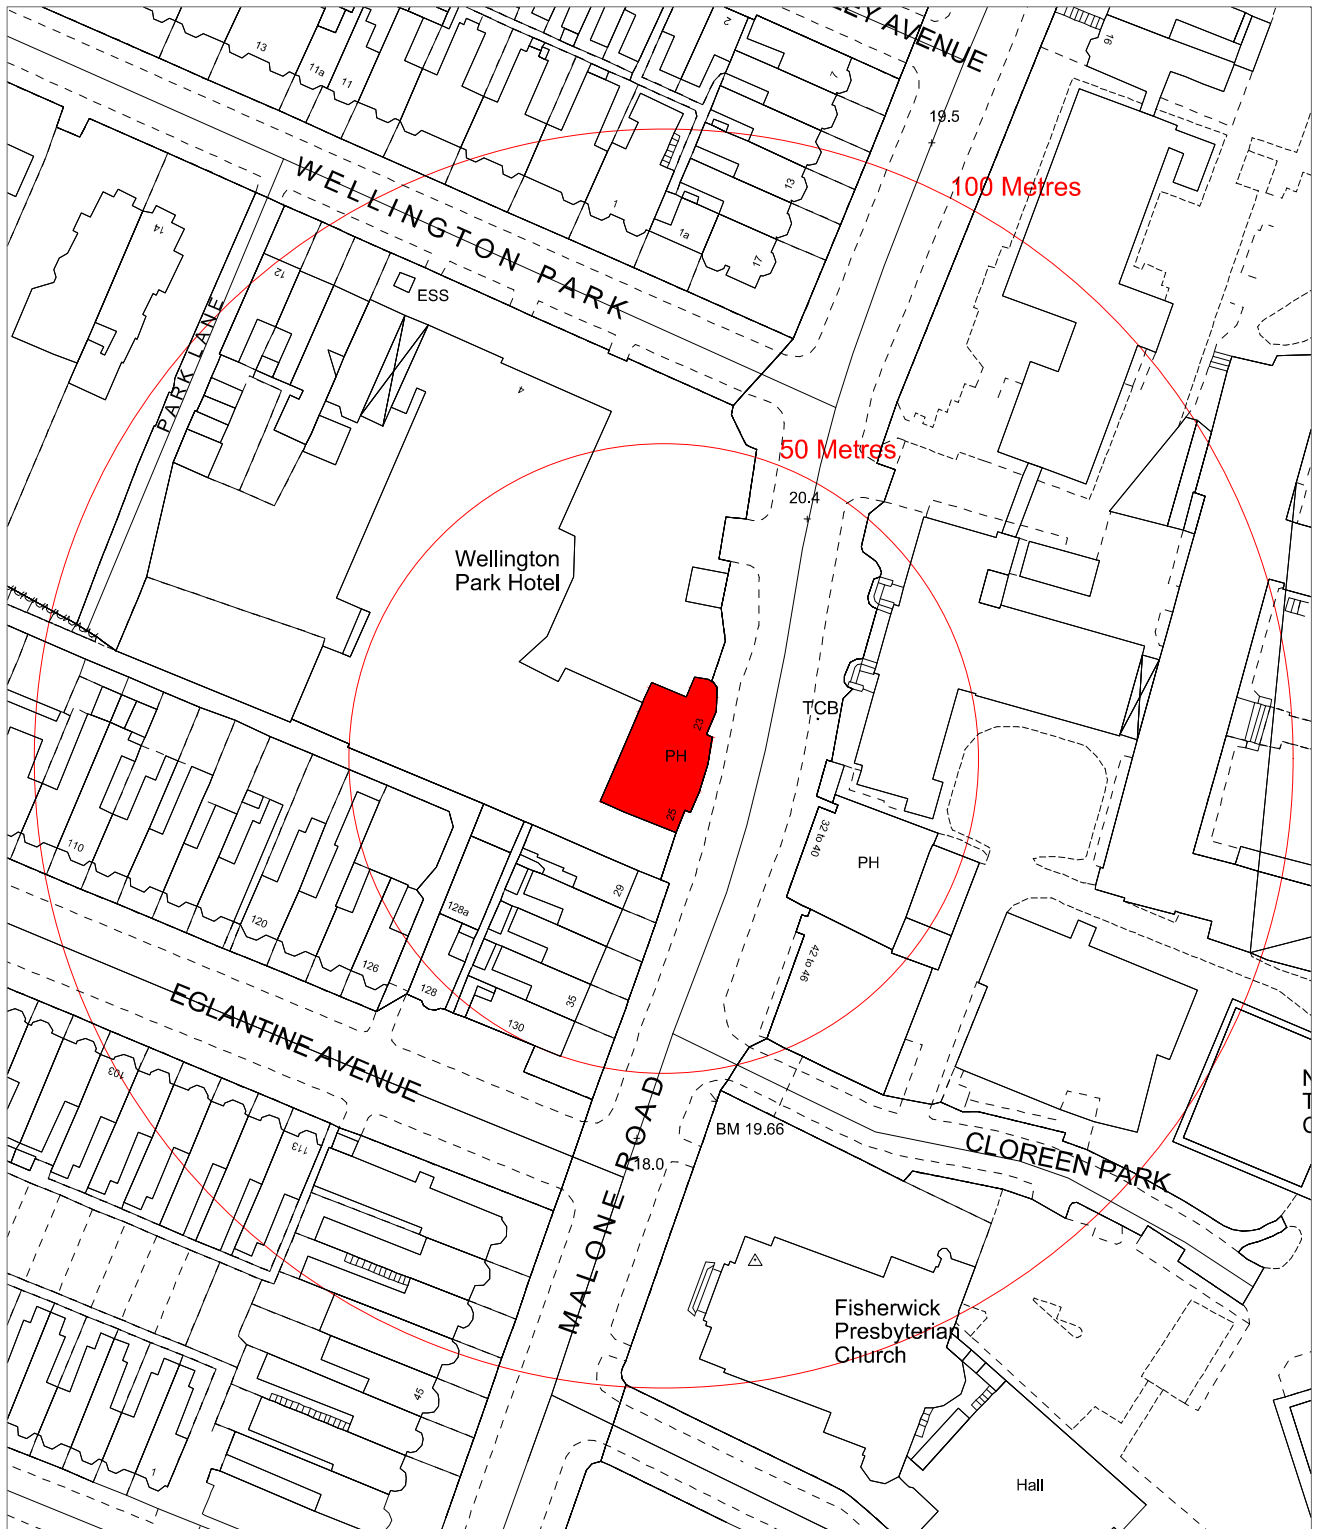 LEY AVENUE
2
16
13
11a
11
7
19.5
100 Metres
WELLINGTON PARK
13
1
1a
17
14
12
ESS
PARK LANE
4
50 Metres
20.4
Wellington
Park Hotel
TCB
23
PH
25
32 to 40
PH
110
29
128a
120
42 to 46
126
128
35
130
EGLANTINE AVENUE
103
113
MALONE ROAD
BM 19.66
18.0
CLOREEN PARK
N
T
Fisherwick
Presbyterian
Church
45
1
Hall